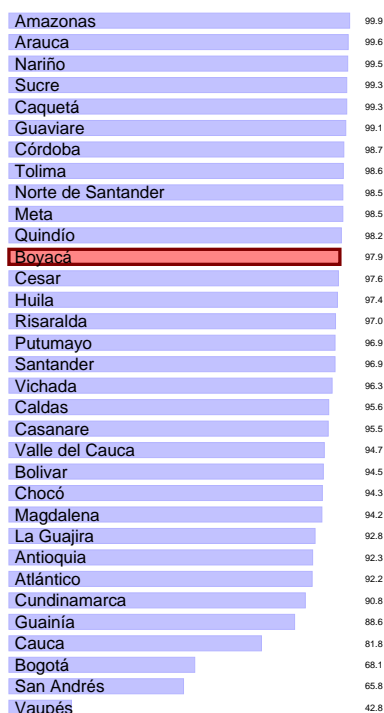 Amazonas 99.9
Arauca 99.6
Nariño 99.5
Sucre 99.3
Caquetá 99.3
Guaviare 99.1
Córdoba 98.7
Tolima 98.6
Norte de Santander 98.5
Meta 98.5
Quindío 98.2
Boyacá 97.9
Cesar 97.6
Huila 97.4
Risaralda 97.0
Putumayo 96.9
Santander 96.9
Vichada 96.3
Caldas 95.6
Casanare 95.5
Valle del Cauca 94.7
Bolivar 94.5
Chocó 94.3
Magdalena 94.2
La Guajira 92.8
Antioquia 92.3
Atlántico 92.2
Cundinamarca 90.8
Guainía 88.6
Cauca 81.8
Bogotá 68.1
San Andrés 65.8
Vaupés 42.8